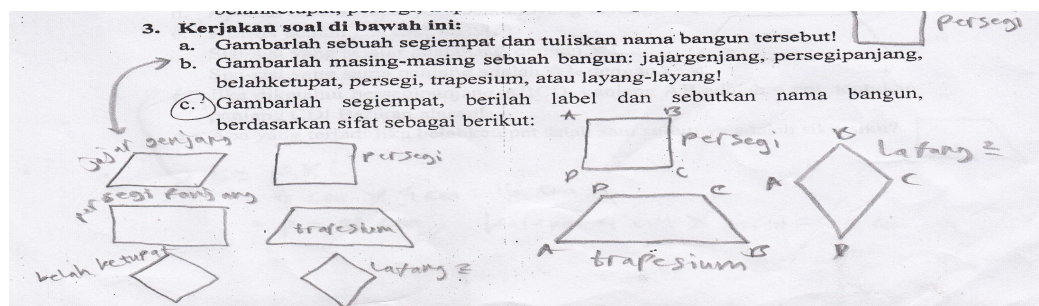 persegi
3. Kerjakan soal di bawah ini:
a. Gambarlah sebuah segiempat dan tuliskan nama bangun tersebut!
b. Gambarlah masing-masing sebuah bangun: jajargenjang, persegipanjang,
belahketupat, persegi, trapesium, atau layang-layang!
c. ? Gambarlah segiempat, berilah label dan sebutkan nama bangun,
berdasarkan sifat sebagai berikut:
jajar genjang
persegi
persegi panjang
trapesium
belah ketupat
layang 2
A B
persegi
D C
D C
A B
trapesium
B
layang 2
A C
D